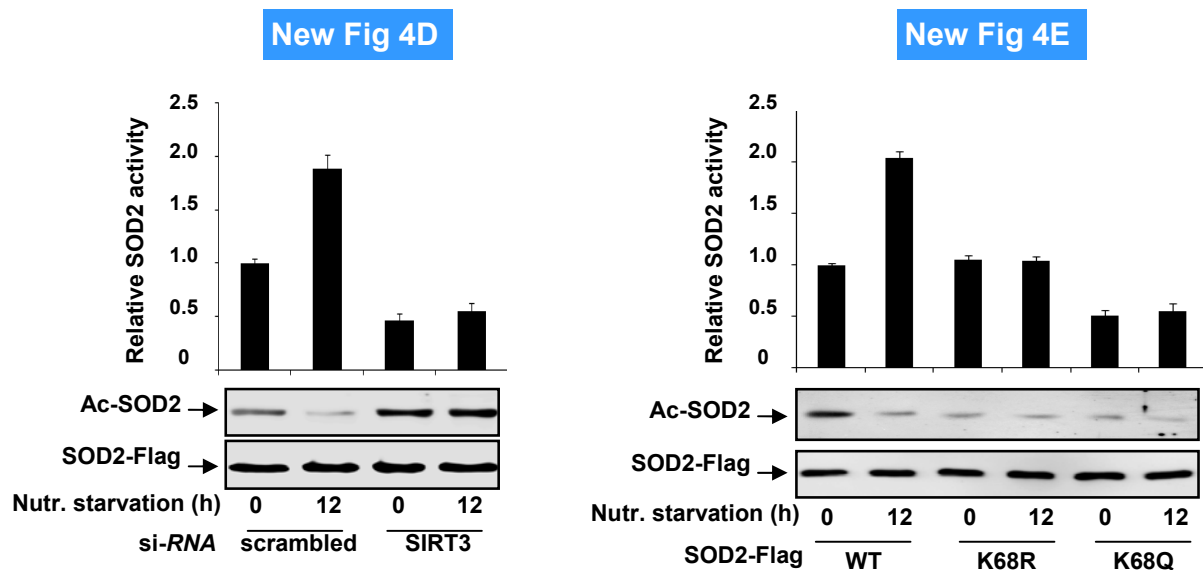 New Fig 4D
Relative SOD2 activity
2.5
2.0
1.5
1.0
0.5
0
Ac-SOD2
SOD2-Flag
Nutr. starvation (h) 0 12 0 12
si-RNA scrambled SIRT3
New Fig 4E
Relative SOD2 activity
2.5
2.0
1.5
1.0
0.5
0
Ac-SOD2
SOD2-Flag
Nutr. starvation (h) 0 12 0 12 0 12
SOD2-Flag WT K68R K68Q